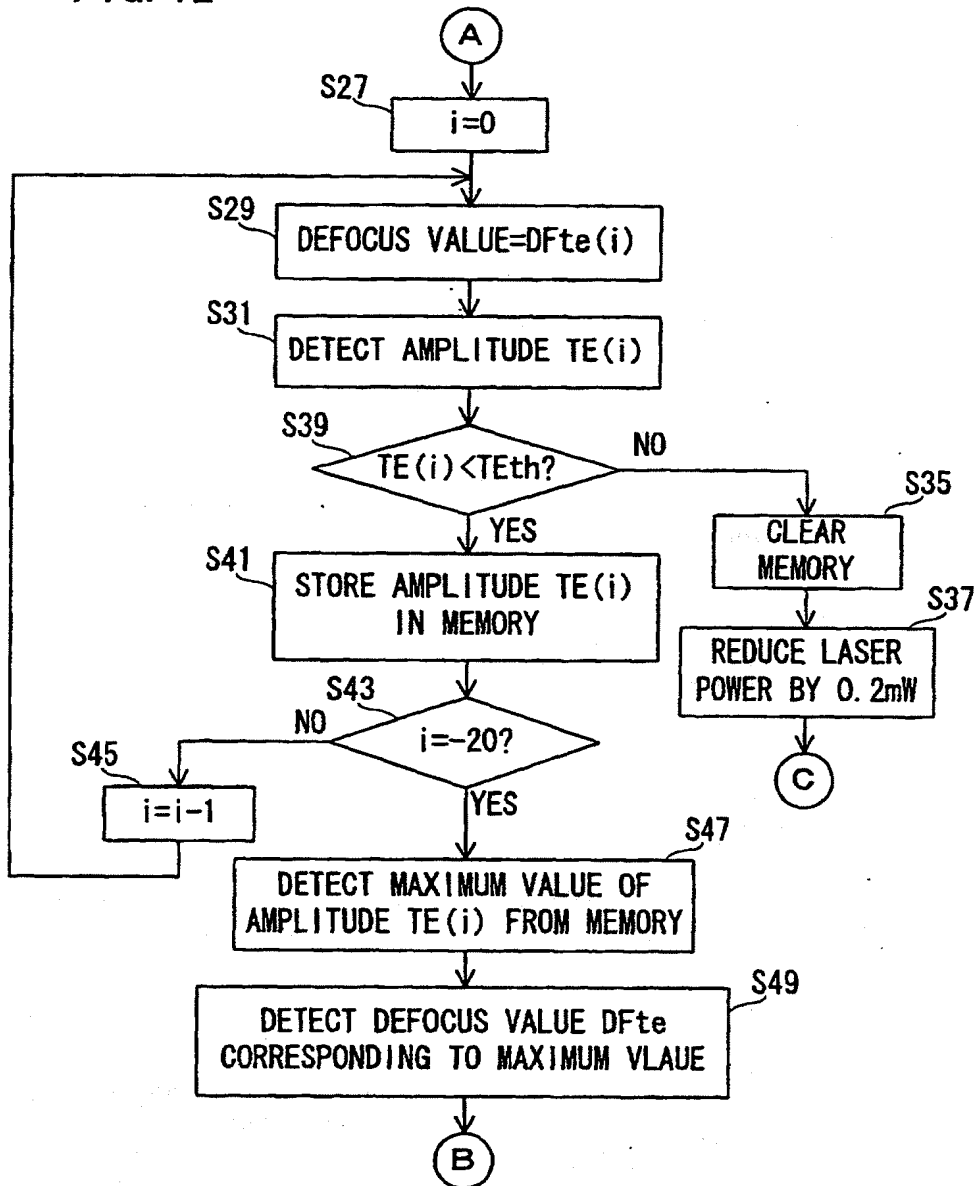 A
S27
i=0
S29
DEFOCUS VALUE=DFte(i)
S31
DETECT AMPLITUDE TE(i)
S39
TE(i)<TEth?
NO
YES
S35
CLEAR
MEMORY
S41
STORE AMPLITUDE TE(i)
IN MEMORY
S37
REDUCE LASER
POWER BY 0.2mW
C
S43
i=-20?
NO
YES
S45
i=i-1
S47
DETECT MAXIMUM VALUE OF
AMPLITUDE TE(i) FROM MEMORY
S49
DETECT DEFOCUS VALUE DFte
CORRESPONDING TO MAXIMUM VLAUE
B